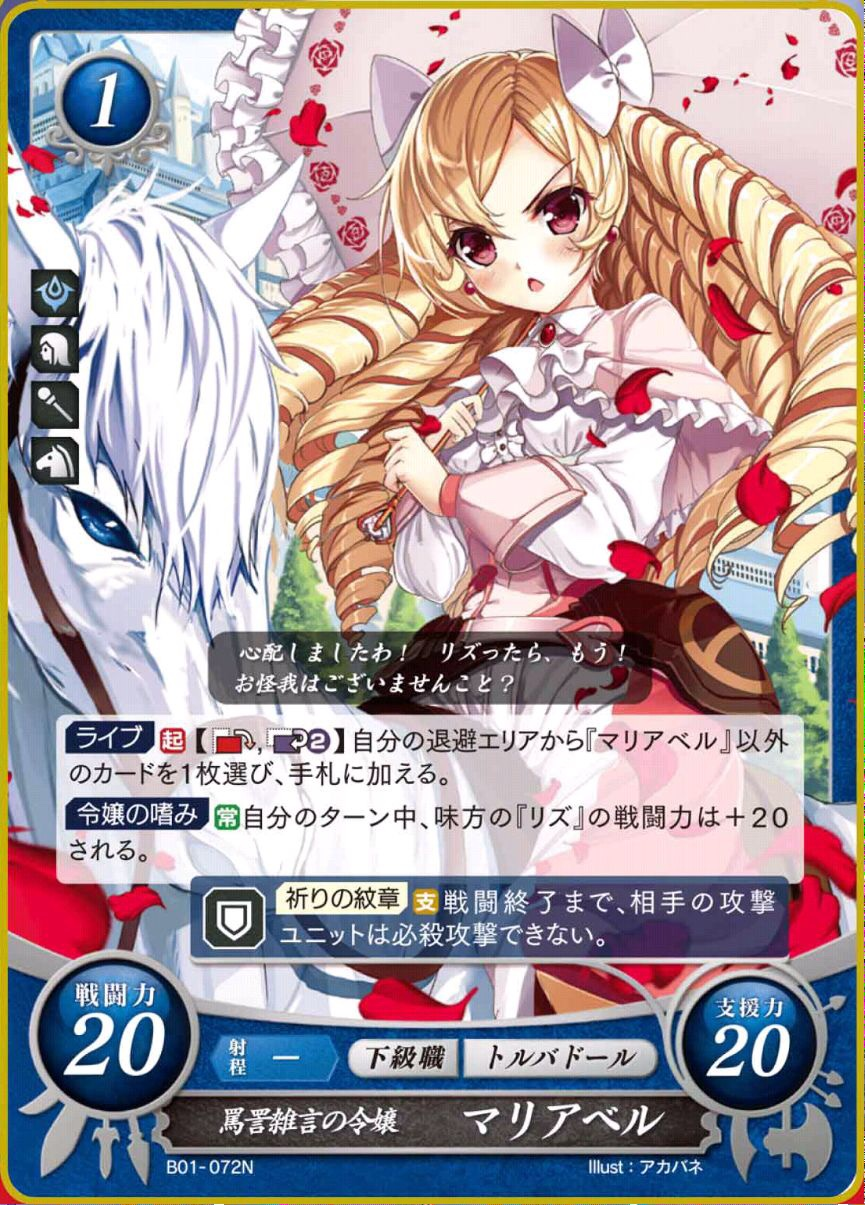 1
心配しましたわ！　リズったら、もう！
お怪我はございませんこと？
ライブ 起【 , 2】自分の退避エリアから『マリアベル』以外
のカードを1枚選び、手札に加える。
令嬢の嗜み 常自分のターン中、味方の『リズ』の戦闘力は＋20
される。
祈りの紋章 支戦闘終了まで、相手の攻撃
ユニットは必殺攻撃できない。
戦闘力
20
射程 －
下級職
トルバドール
支援力
20
罵詈雑言の令嬢　マリアベル
B01-072N
Illust：アカバネ